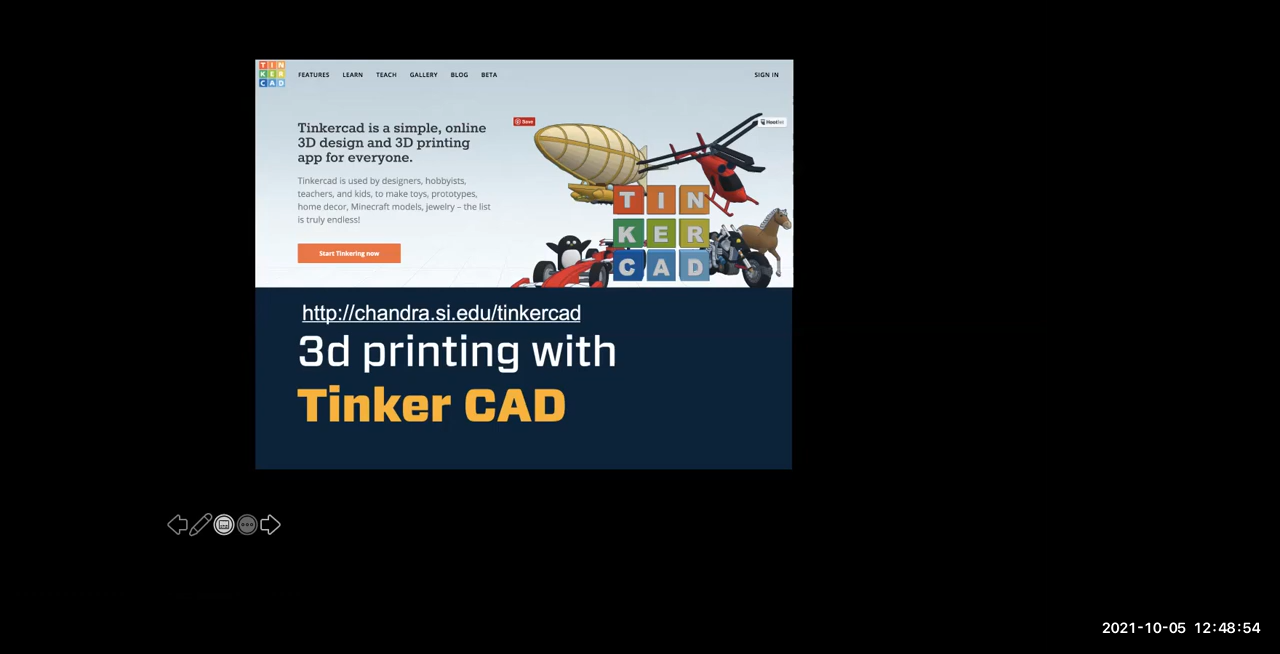 TIN
KER
CAD
FEATURES LEARN TEACH GALLERY BLOG BETA SIGN IN
Tinkercad is a simple, online
3D design and 3D printing
app for everyone.
Save
Tinkercad is used by designers, hobbyists,
teachers, and kids, to make toys, prototypes,
home decor, Minecraft models, jewelry – the list
is truly endless!
Start Tinkering now
TIN
KER
CAD
http://chandra.si.edu/tinkercad
3d printing with
Tinker CAD
2021-10-05 12:48:54